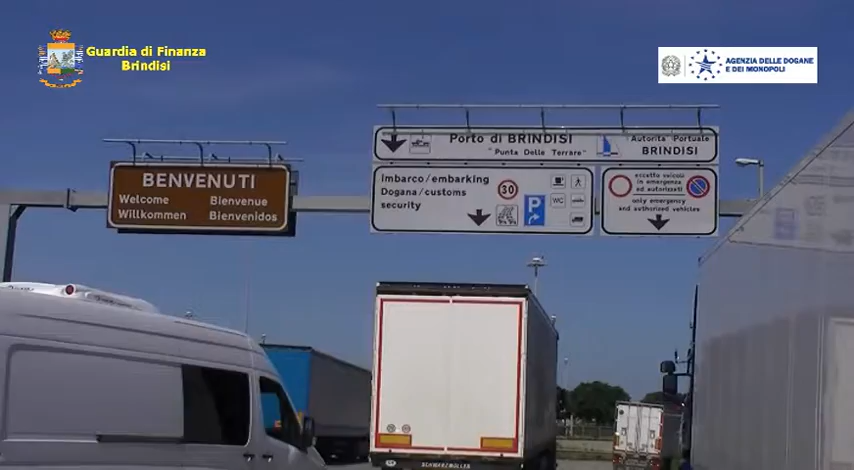 Guardia di Finanza
Brindisi
AGENZIA DELLE DOGANE
E DEI MONOPOLI
BENVENUTI
Welcome Bienvenue
Willkommen Bienvenidos
Porto di BRINDISI
"Punta Delle Terrare"
Autorità Portuale
BRINDISI
Imbarco/embarking
Dogana/customs
security
30
P
WC
eccetto veicoli
in emergenza
ed autorizzati
only emergency
and authorized vehicles
SCHWARZMÜLLER